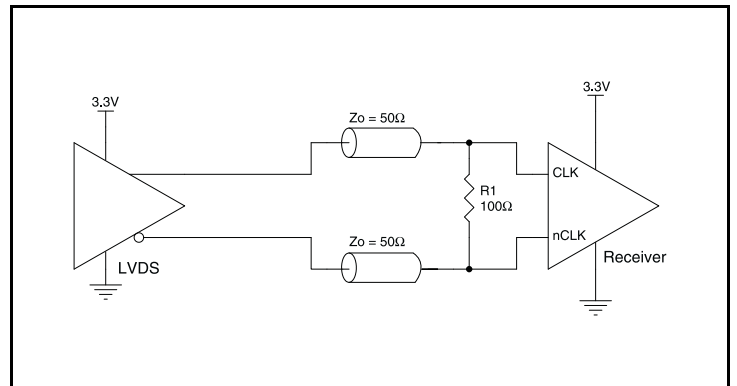 3.3V
3.3V
Zo = 50Ω
CLK
R1
100Ω
nCLK
Zo = 50Ω
Receiver
LVDS